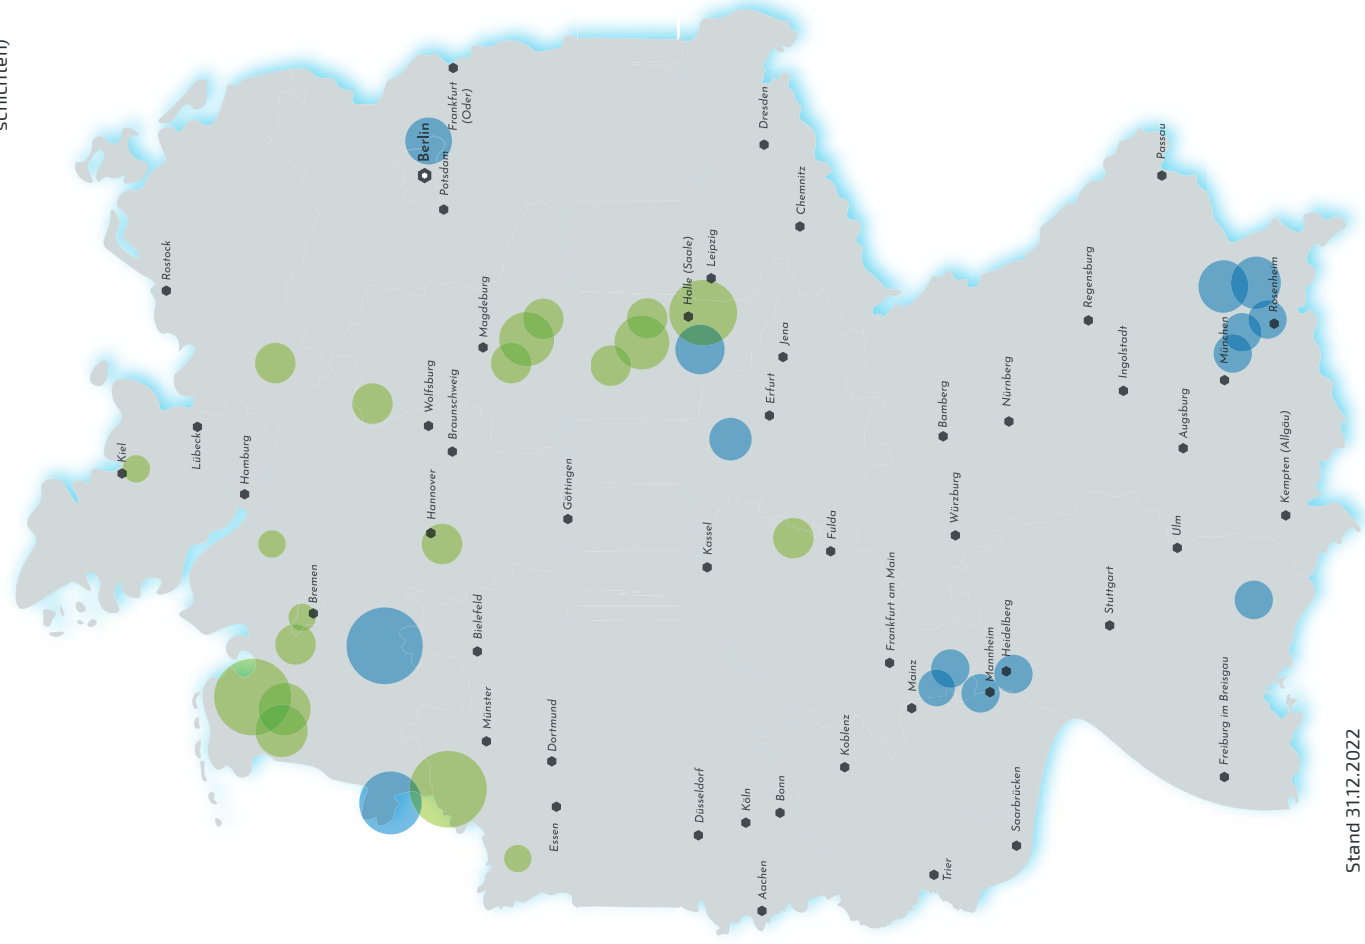 schichten)
Kiel
Rostock
Lübeck
Hamburg
Bremen
Berlin
Frankfurt
(Oder)
Potsdam
Magdeburg
Wolfsburg
Braunschweig
Hannover
Bielefeld
Münster
Göttingen
Dortmund
Essen
Halle (Saale)
Leipzig
Dresden
Chemnitz
Jena
Erfurt
Kassel
Düsseldorf
Köln
Bonn
Aachen
Fulda
Koblenz
Frankfurt am Main
Mainz
Trier
Bamberg
Würzburg
Nürnberg
Mannheim
Heidelberg
Saarbrücken
Regensburg
Passau
Ingolstadt
Stuttgart
Augsburg
Ulm
München
Rosenheim
Kempten (Allgäu)
Freiburg im Breisgau
Stand 31.12.2022